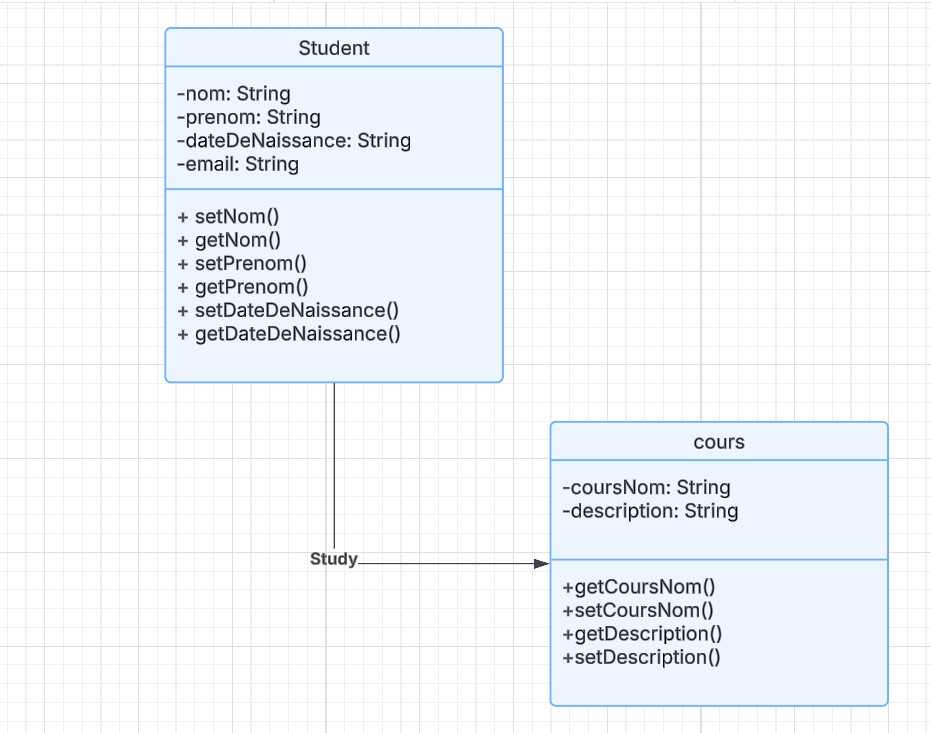 Student
-nom: String
-prenom: String
-dateDeNaissance: String
-email: String
+ setNom()
+ getNom()
+ setPrenom()
+ getPrenom()
+ setDateDeNaissance()
+ getDateDeNaissance()
Study
cours
-coursNom: String
-description: String
+getCoursNom()
+setCoursNom()
+getDescription()
+setDescription()